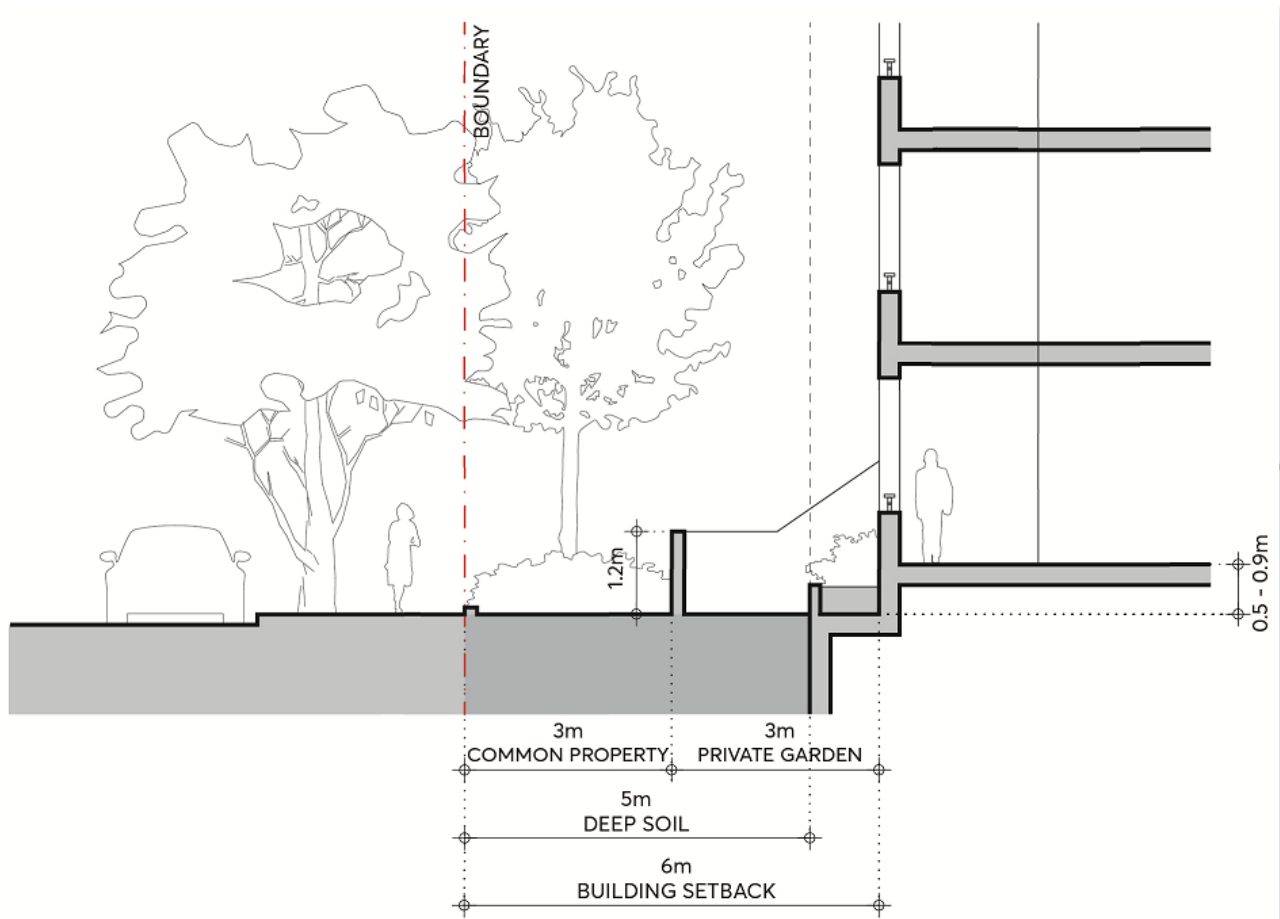 BOUNDARY
1.2m
0.5 - 0.9m
3m
COMMON PROPERTY
3m
PRIVATE GARDEN
5m
DEEP SOIL
6m
BUILDING SETBACK